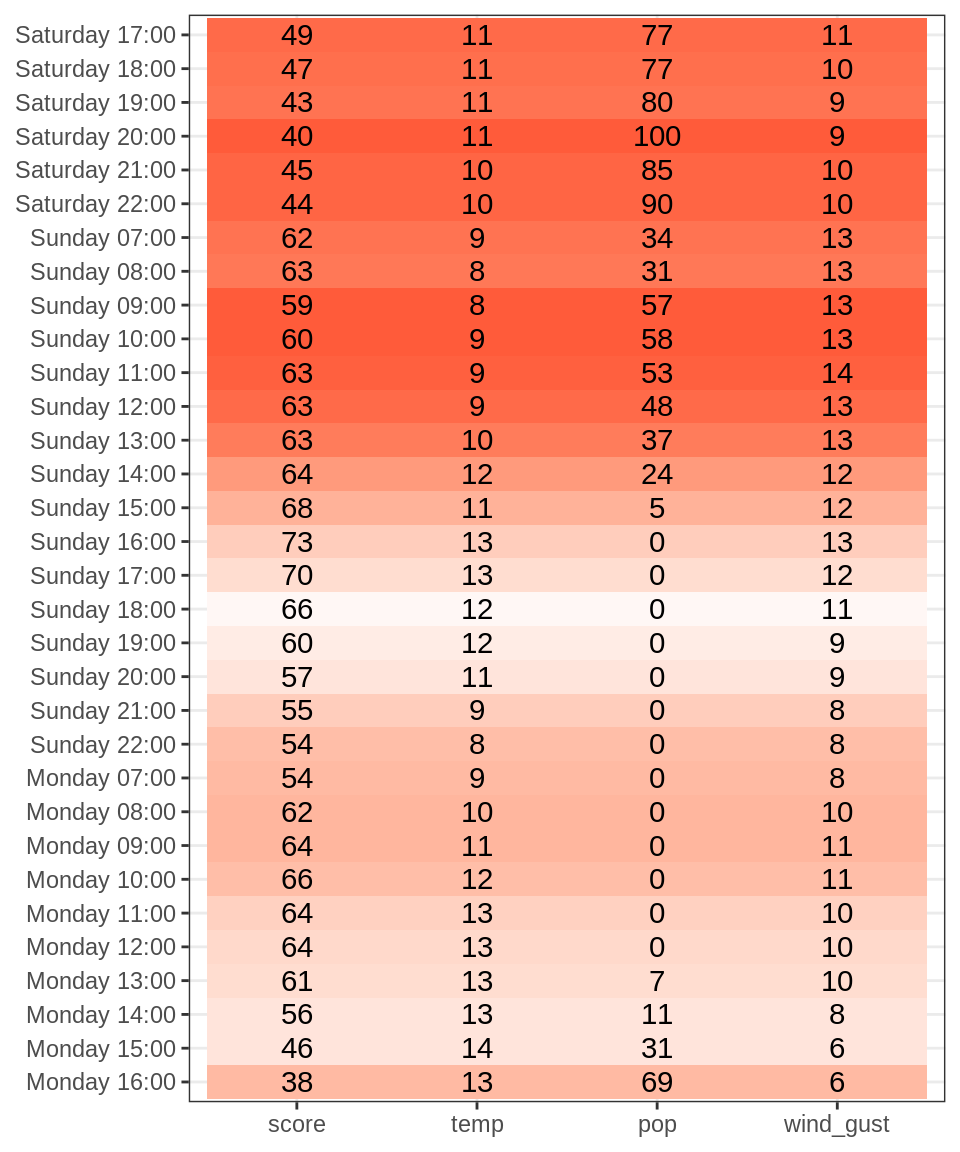 Saturday 17:00 49 11 77 11
Saturday 18:00 47 11 77 10
Saturday 19:00 43 11 80 9
Saturday 20:00 40 11 100 9
Saturday 21:00 45 10 85 10
Saturday 22:00 44 10 90 10
Sunday 07:00 62 9 34 13
Sunday 08:00 63 8 31 13
Sunday 09:00 59 8 57 13
Sunday 10:00 60 9 58 13
Sunday 11:00 63 9 53 14
Sunday 12:00 63 9 48 13
Sunday 13:00 63 10 37 13
Sunday 14:00 64 12 24 12
Sunday 15:00 68 11 5 12
Sunday 16:00 73 13 0 13
Sunday 17:00 70 13 0 12
Sunday 18:00 66 12 0 11
Sunday 19:00 60 12 0 9
Sunday 20:00 57 11 0 9
Sunday 21:00 55 9 0 8
Sunday 22:00 54 8 0 8
Monday 07:00 54 9 0 8
Monday 08:00 62 10 0 10
Monday 09:00 64 11 0 11
Monday 10:00 66 12 0 11
Monday 11:00 64 13 0 10
Monday 12:00 64 13 0 10
Monday 13:00 61 13 7 10
Monday 14:00 56 13 11 8
Monday 15:00 46 14 31 6
Monday 16:00 38 13 69 6
score temp pop wind_gust